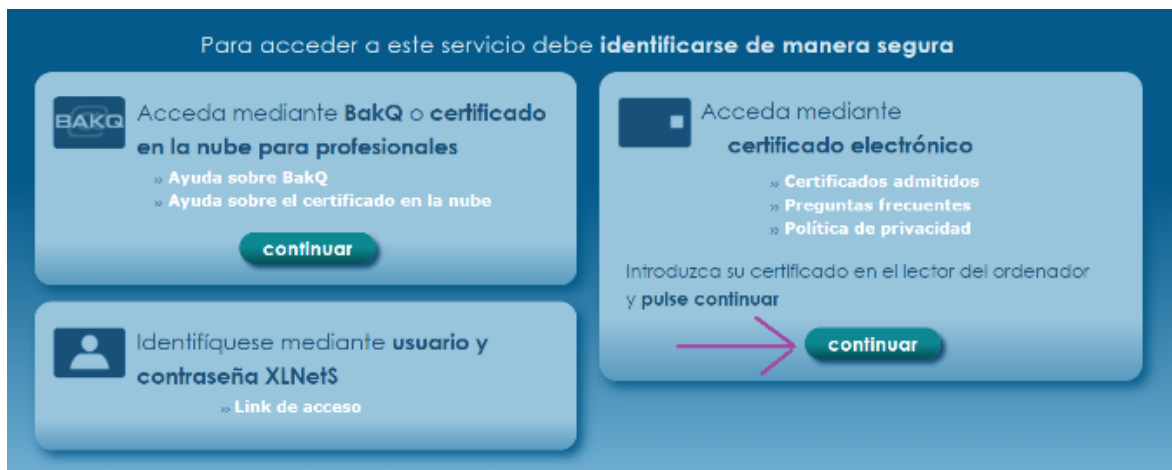 Para acceder a este servicio debe identificarse de manera segura
BAKQ
Acceda mediante BakQ o certificado
en la nube para profesionales
» Ayuda sobre BakQ
» Ayuda sobre el certificado en la nube
continuar
Identifíquese mediante usuario y
contraseña XLNetS
» Link de acceso
Acceda mediante
certificado electrónico
» Certificados admitidos
» Preguntas frecuentes
» Política de privacidad
Introduzca su certificado en el lector del ordenador
y pulse continuar
continuar